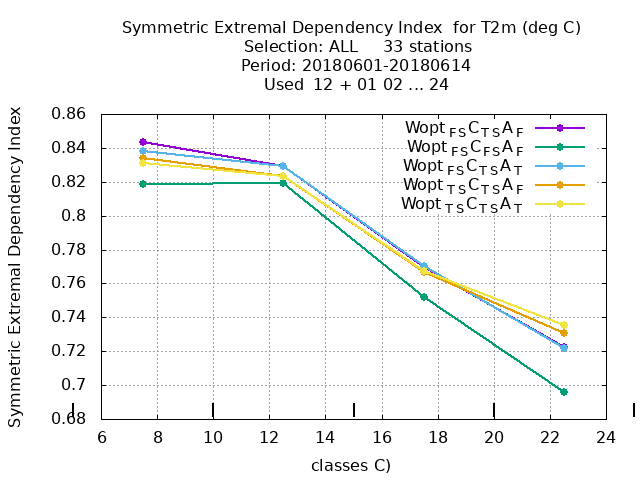 Symmetric Extremal Dependency Index  for T2m (deg C)
Selection: ALL     33 stations
Period: 20180601-20180614
Used  12 + 01 02 ... 24
Symmetric Extremal Dependency Index
0.86
0.84
0.82
0.8
0.78
0.76
0.74
0.72
0.7
0.68
Wopt FS C TS A F
Wopt FS C FS A F
Wopt FS C TS A T
Wopt TS C TS A F
Wopt TS C TS A T
6 8 10 12 14 16 18 20 22 24
classes C)